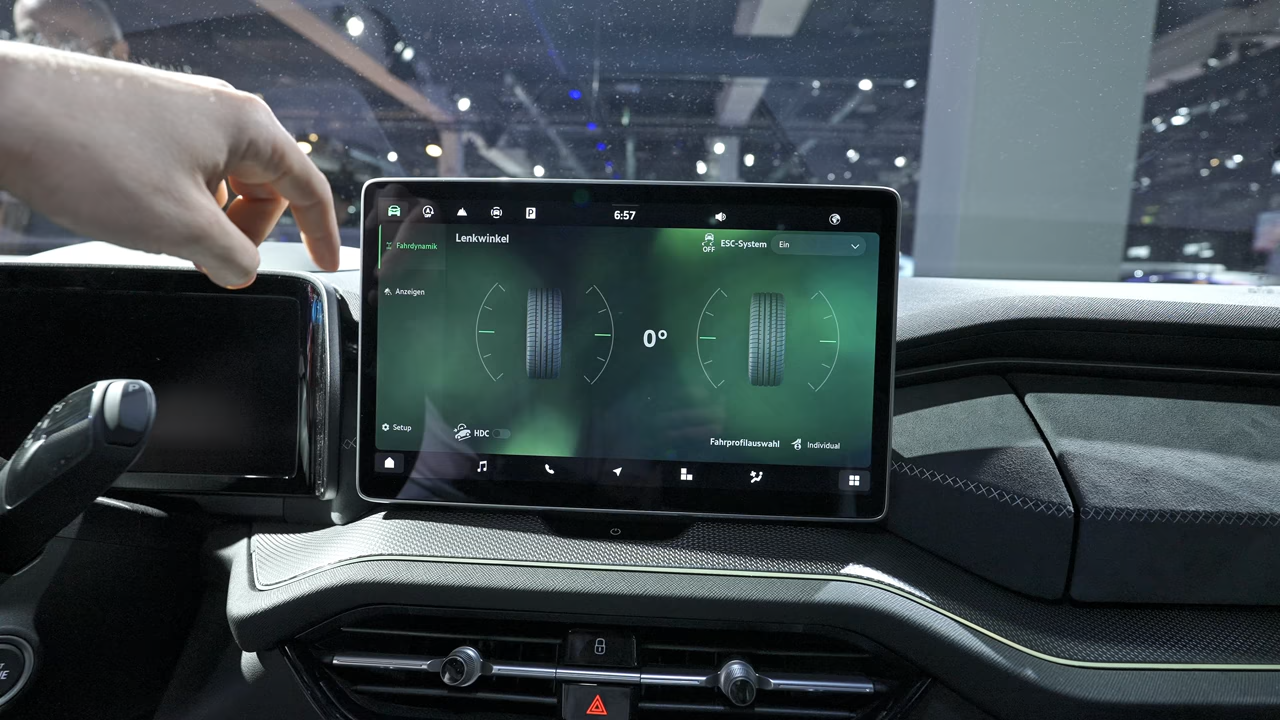 P
6:57
Fahrdynamik
Lenkwinkel
OFF
ESC-System
Ein
Anzeigen
0°
Setup
HDC
Fahrprofilauswahl
Individual
P